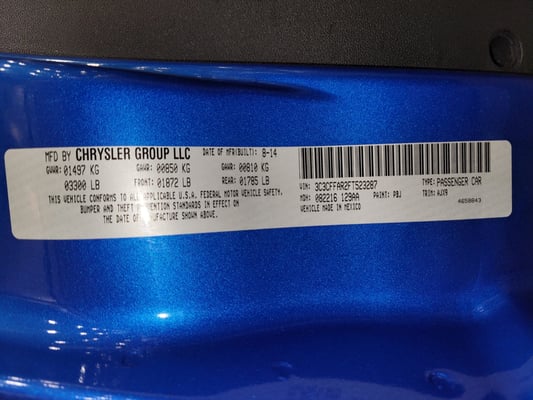 MFD BY CHRYSLER GROUP LLC DATE OF MFR(BUILT): 8-14
GVWR: 01497 KG GAWR: 00850 KG GAWR: 00810 KG
03300 LB FRONT: 01872 LB REAR: 01785 LB
THIS VEHICLE CONFORMS TO ALL APPLICABLE U.S.A. FEDERAL MOTOR VEHICLE SAFETY,
BUMPER AND THEFT PREVENTION STANDARDS IN EFFECT ON
THE DATE OF MANUFACTURE SHOWN ABOVE.
VIN: 3C3CFFAR2FT523287 TYPE: PASSENGER CAR
MDH: 082216 123AA PAINT: PBJ TRIM: AJX9
VEHICLE MADE IN MEXICO 4658843